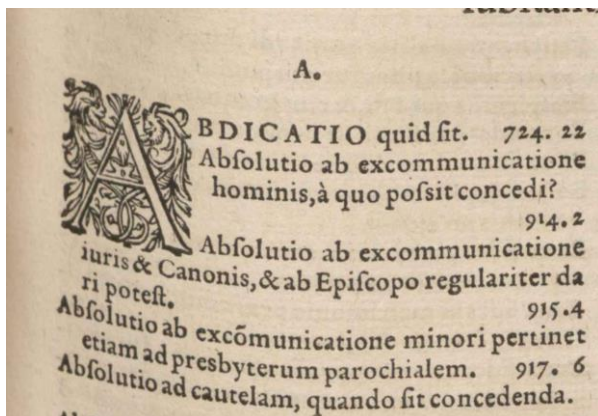 A.
ABDICATIO quid ſit. 724. 22
Abſolutio ab excommunicatione
hominis, à quo poſsit concedi?
914. 2
Abſolutio ab excommunicatione
iuris & Canonis, & ab Epiſcopo regulariter da
ri poteſt. 915. 4
Abſolutio ab excõmunicatione minori pertinet
etiam ad presbyterum parochialem. 917. 6
Abſolutio ad cautelam, quando ſit concedenda.